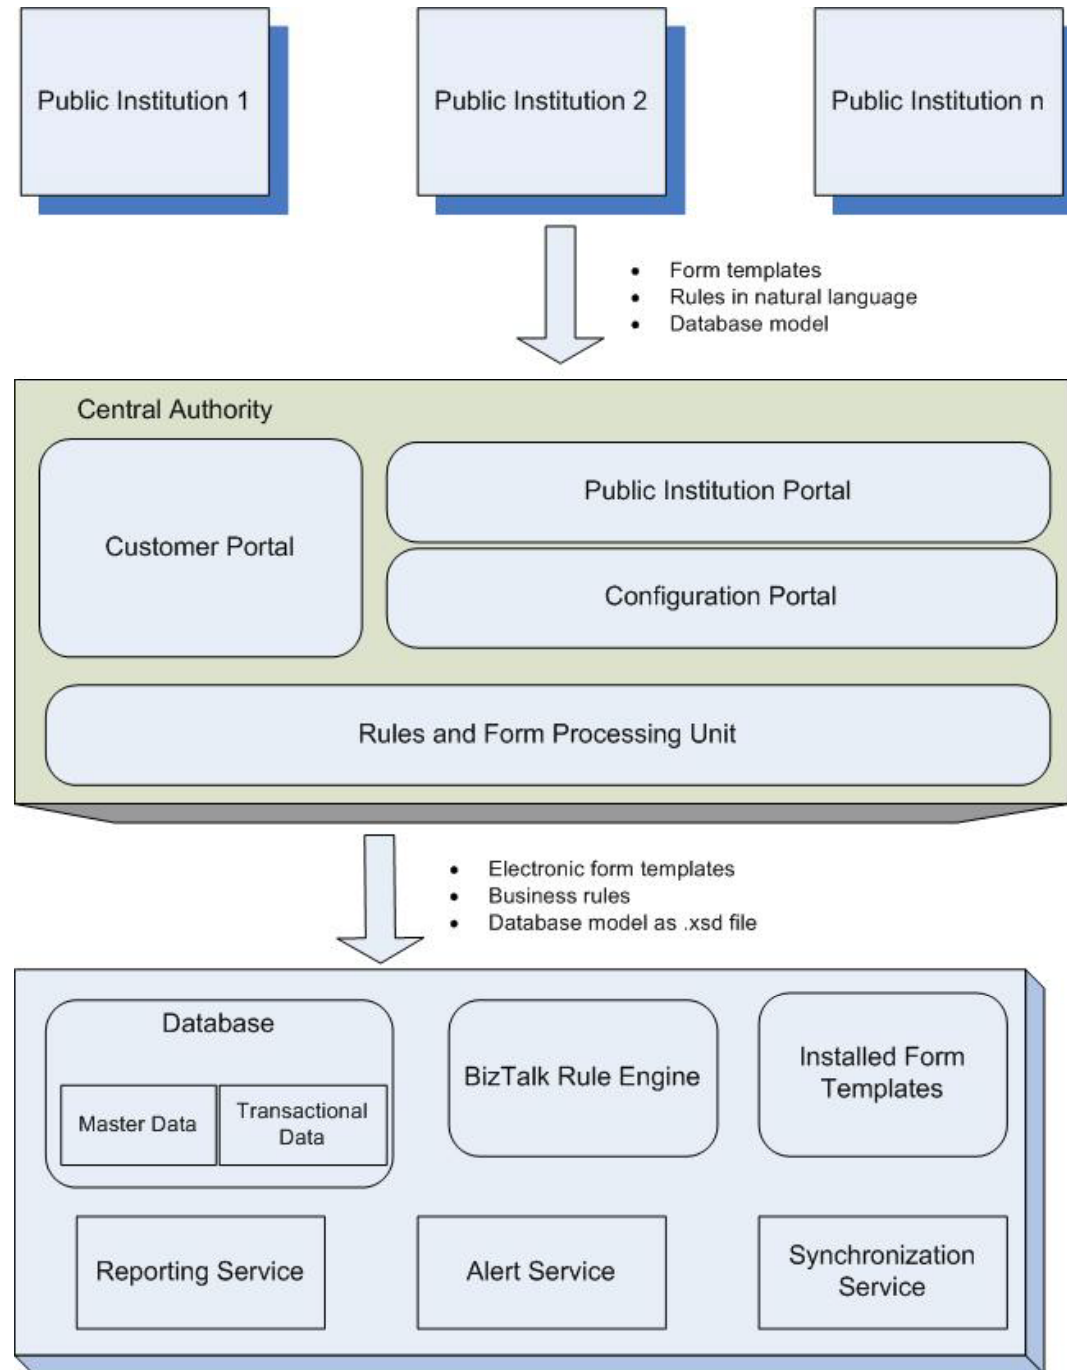 Public Institution 1
Public Institution 2
Public Institution n
• Form templates
• Rules in natural language
• Database model
Central Authority
Customer Portal
Public Institution Portal
Configuration Portal
Rules and Form Processing Unit
• Electronic form templates
• Business rules
• Database model as .xsd file
Database
Master Data
Transactional
Data
BizTalk Rule Engine
Installed Form
Templates
Reporting Service
Alert Service
Synchronization
Service